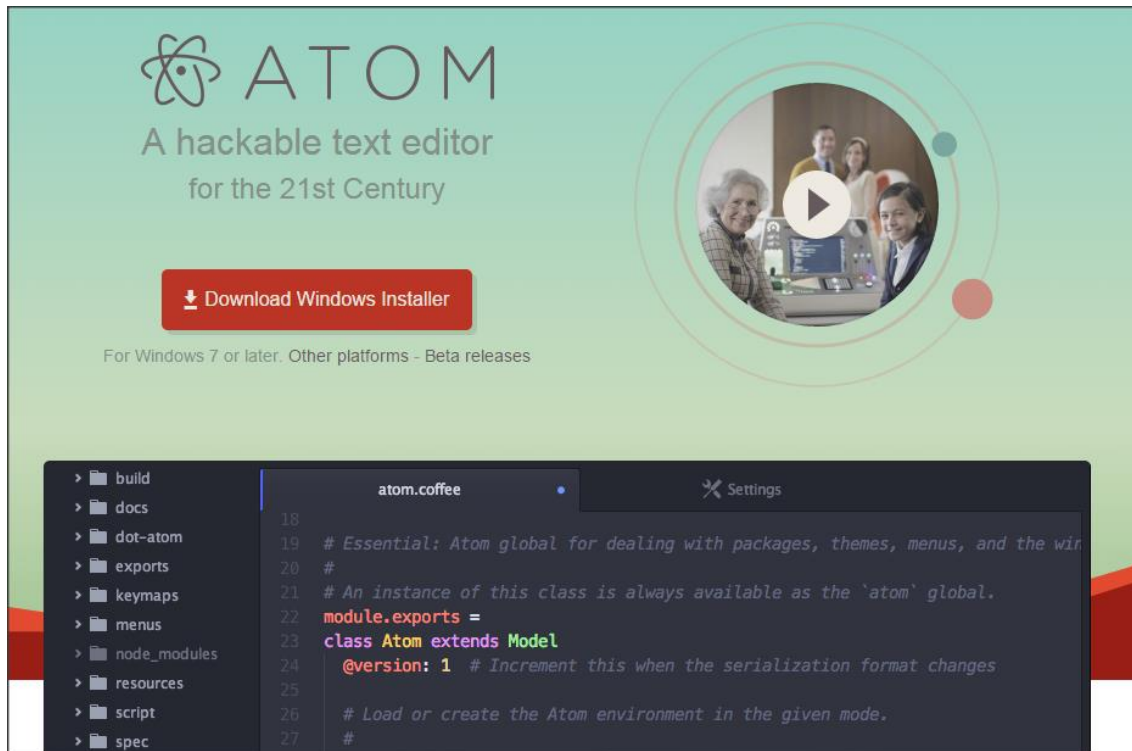 ATOM
A hackable text editor
for the 21st Century
Download Windows Installer
For Windows 7 or later. Other platforms - Beta releases
build
docs
dot-atom
exports
keymaps
menus
node_modules
resources
script
spec
atom.coffee
Settings
18
19 # Essential: Atom global for dealing with packages, themes, menus, and the win
20 #
21 # An instance of this class is always available as the `atom` global.
22 module.exports =
23 class Atom extends Model
24 @version: 1 # Increment this when the serialization format changes
25
26 # Load or create the Atom environment in the given mode.
27 #